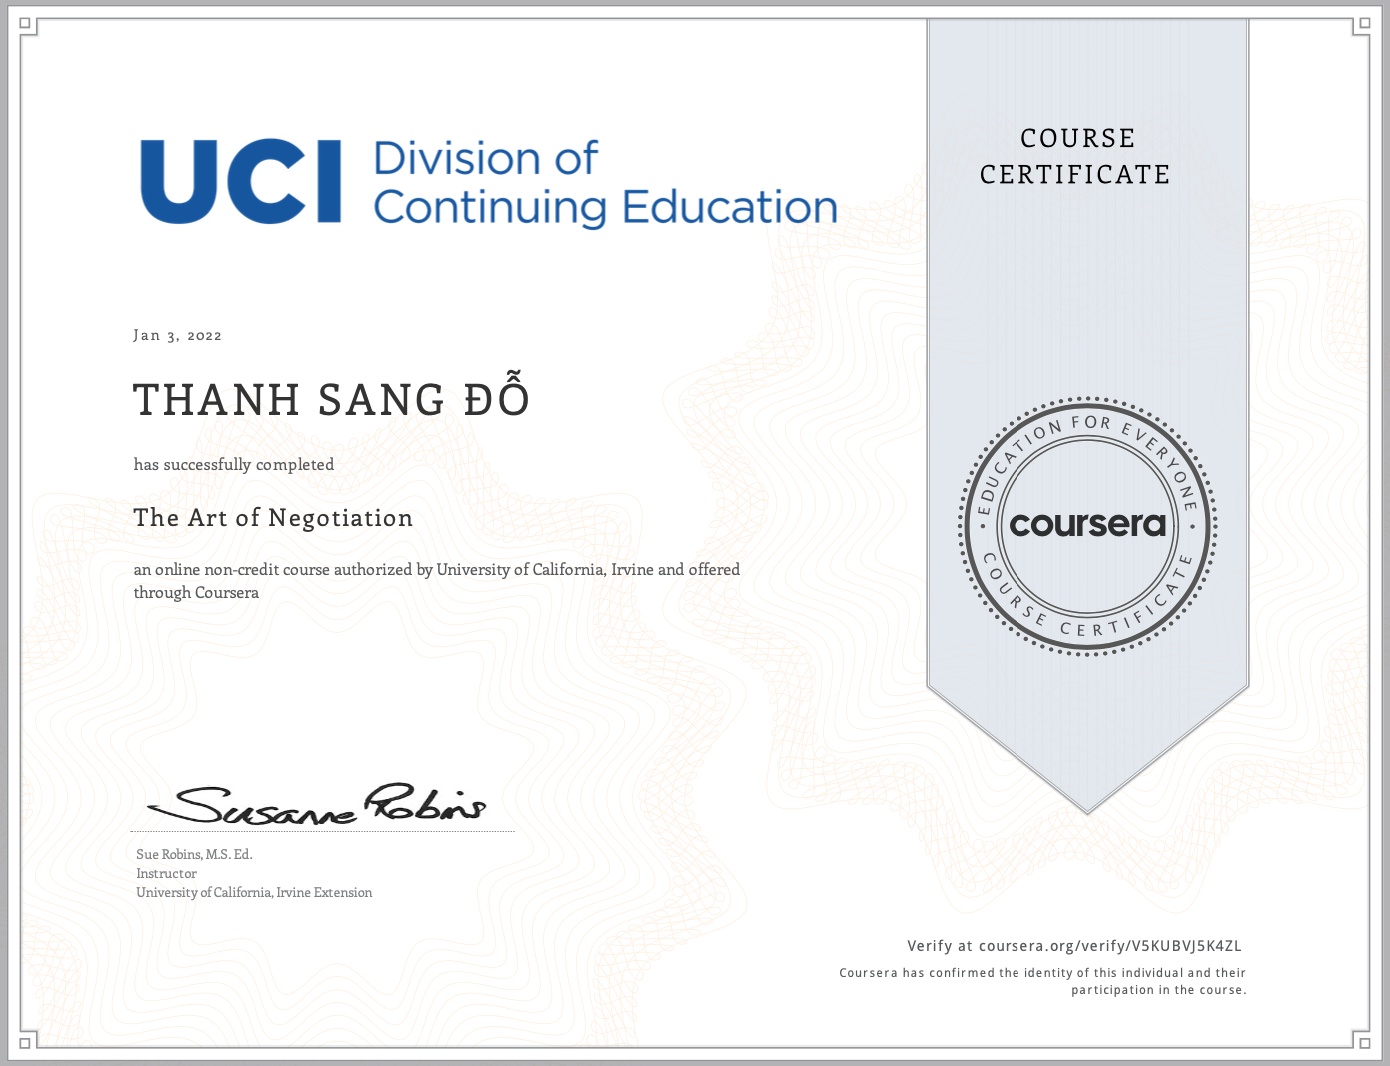 UCI Division of
Continuing Education
COURSE
CERTIFICATE
Jan 3, 2022
THANH SANG ĐỖ
has successfully completed
The Art of Negotiation
an online non-credit course authorized by University of California, Irvine and offered
through Coursera
EDUCATION FOR EVERYONE
coursera
COURSE CERTIFICATE
Susanne Robins
Sue Robins, M.S. Ed.
Instructor
University of California, Irvine Extension
Verify at coursera.org/verify/V5KUBVJ5K4ZL
Coursera has confirmed the identity of this individual and their
participation in the course.